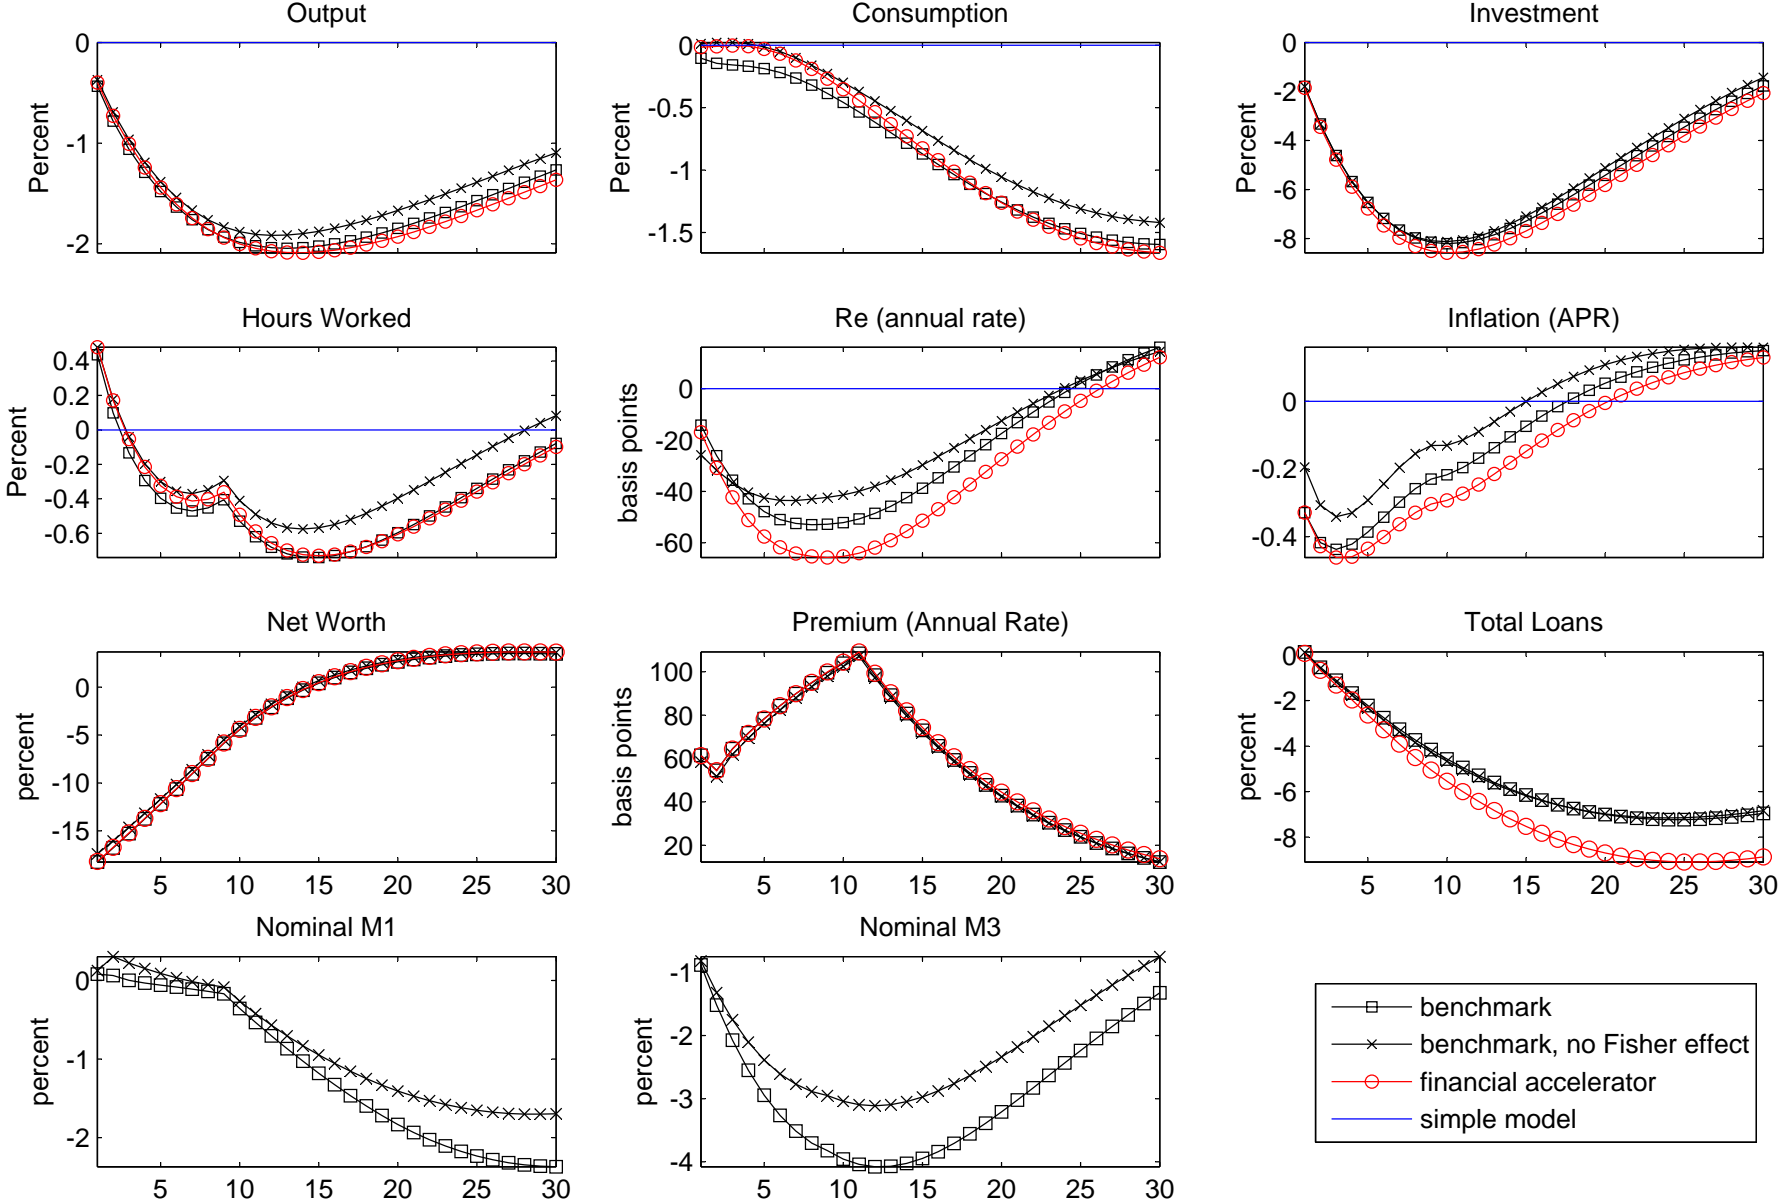 Output
Consumption
Investment
Percent
0
-1
-2
Percent
0
-0.5
-1
-1.5
Percent
0
-2
-4
-6
-8
Hours Worked
Re (annual rate)
Inflation (APR)
Percent
0.4
0.2
0
-0.2
-0.4
-0.6
basis points
0
-20
-40
-60
0
-0.2
-0.4
Net Worth
Premium (Annual Rate)
Total Loans
percent
0
-5
-10
-15
5 10 15 20 25 30
basis points
100
80
60
40
20
5 10 15 20 25 30
percent
0
-2
-4
-6
-8
5 10 15 20 25 30
Nominal M1
Nominal M3
percent
0
-1
-2
5 10 15 20 25 30
percent
-1
-2
-3
-4
5 10 15 20 25 30
benchmark
benchmark, no Fisher effect
financial accelerator
simple model